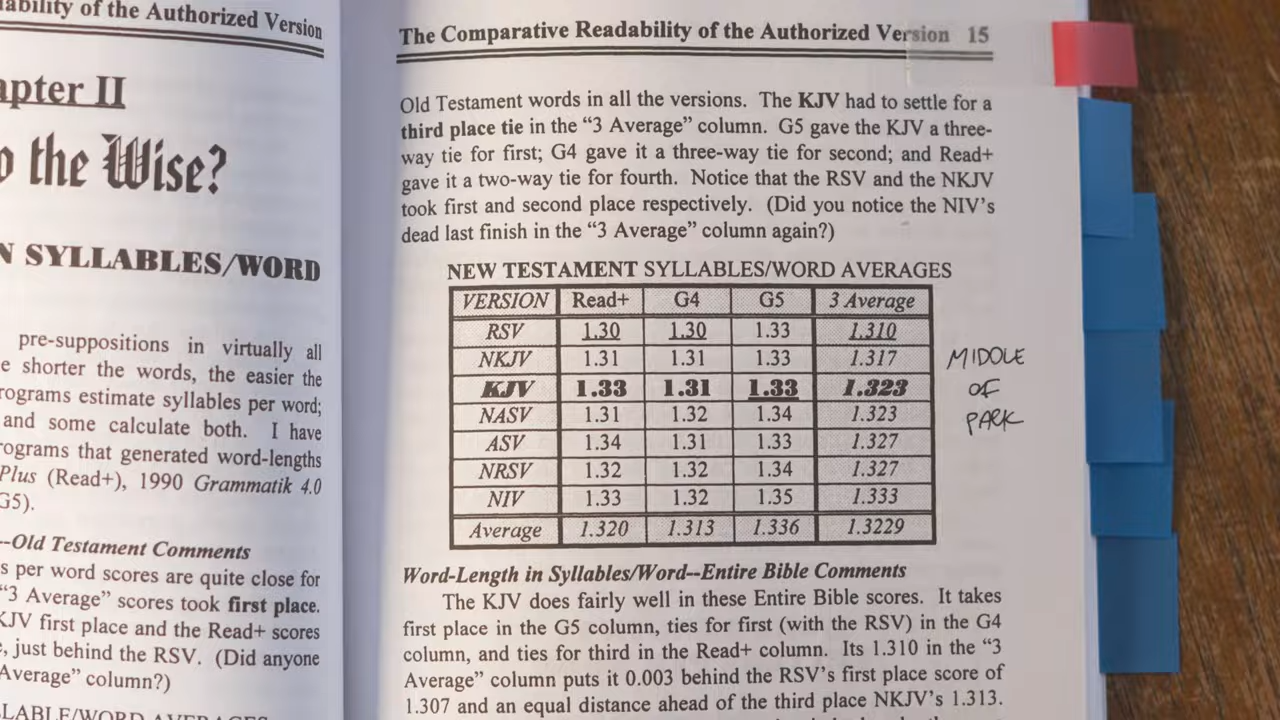 ability of the Authorized Version
apter II
o the Wise?
N SYLLABLES/WORD
pre-suppositions in virtually all
e shorter the words, the easier the
rograms estimate syllables per word;
and some calculate both. I have
rograms that generated word-lengths
Plus (Read+), 1990 Grammatik 4.0
G5).
--Old Testament Comments
s per word scores are quite close for
"3 Average" scores took first place.
KJV first place and the Read+ scores
, just behind the RSV. (Did anyone
Average" column?)
LABLE/WORD AVERAGES
The Comparative Readability of the Authorized Version 15
Old Testament words in all the versions. The KJV had to settle for a
third place tie in the "3 Average" column. G5 gave the KJV a three-
way tie for first; G4 gave it a three-way tie for second; and Read+
gave it a two-way tie for fourth. Notice that the RSV and the NKJV
took first and second place respectively. (Did you notice the NIV's
dead last finish in the "3 Average" column again?)
NEW TESTAMENT SYLLABLES/WORD AVERAGES
VERSION Read+ G4 G5 3 Average
RSV 1.30 1.30 1.33 1.310
NKJV 1.31 1.31 1.33 1.317
KJV 1.33 1.31 1.33 1.323
NASV 1.31 1.32 1.34 1.323
ASV 1.34 1.31 1.33 1.327
NRSV 1.32 1.32 1.34 1.327
NIV 1.33 1.32 1.35 1.333
Average 1.320 1.313 1.336 1.3229
MIDDLE
OF
PARK
Word-Length in Syllables/Word--Entire Bible Comments
The KJV does fairly well in these Entire Bible scores. It takes
first place in the G5 column, ties for first (with the RSV) in the G4
column, and ties for third in the Read+ column. Its 1.310 in the "3
Average" column puts it 0.003 behind the RSV's first place score of
1.307 and an equal distance ahead of the third place NKJV's 1.313.